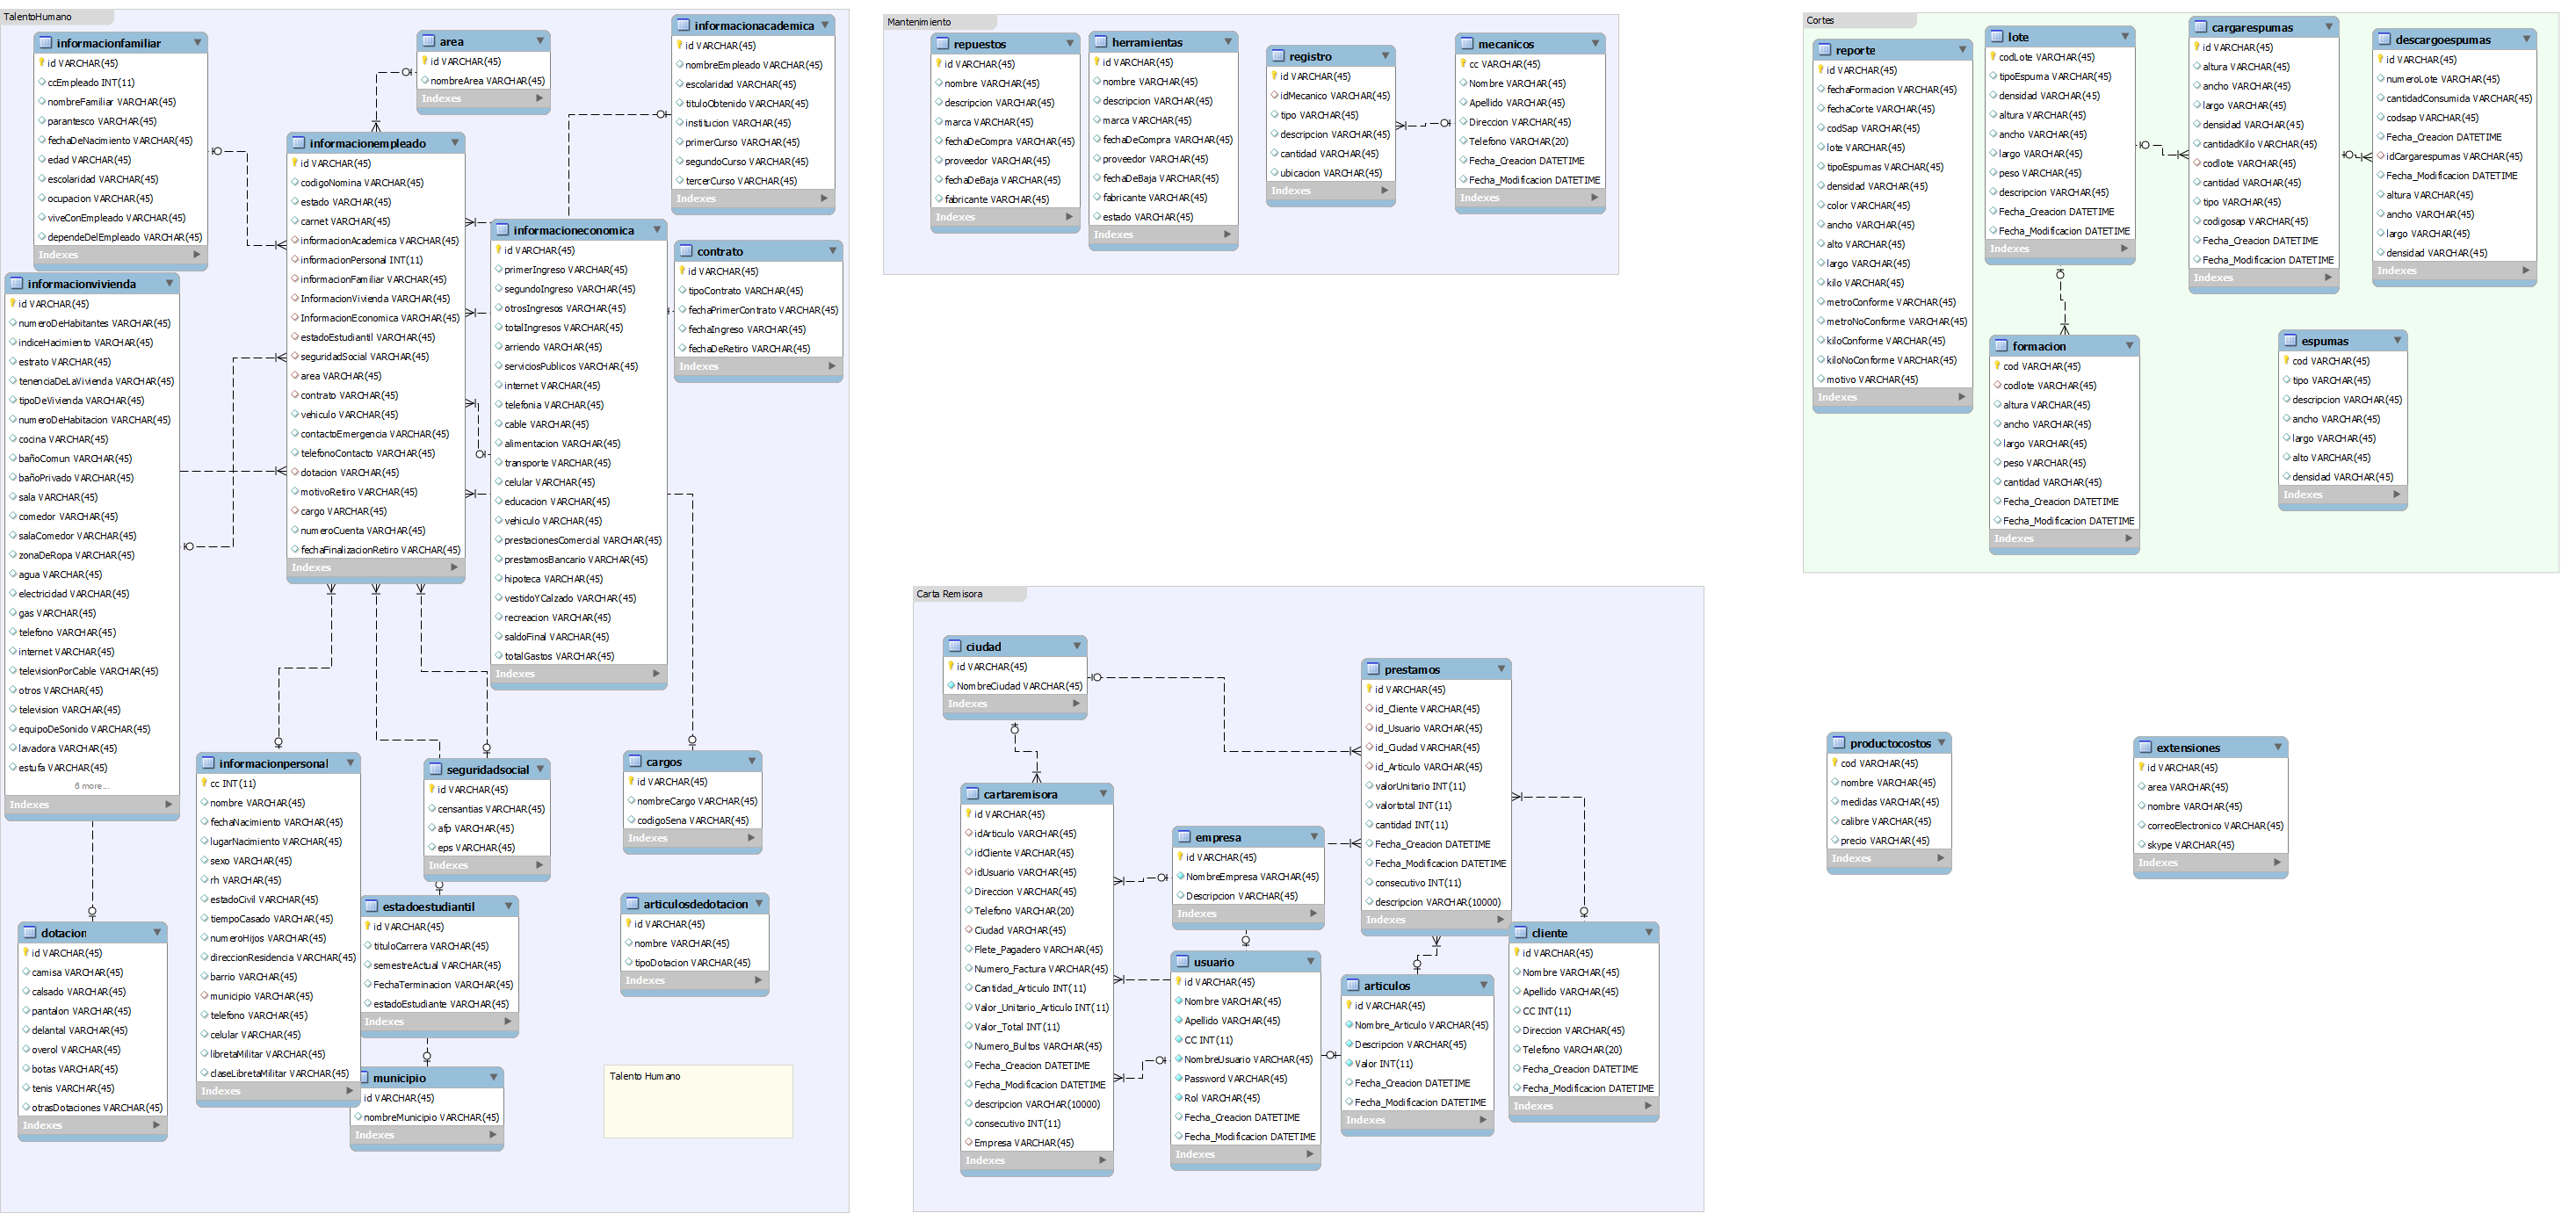 TalentoHumano
informacionfamiliar
id VARCHAR(45)
ccEmpleado INT(11)
nombreFamiliar VARCHAR(45)
parantesco VARCHAR(45)
fechaDeNacimiento VARCHAR(45)
edad VARCHAR(45)
escolaridad VARCHAR(45)
ocupacion VARCHAR(45)
viveConEmpleado VARCHAR(45)
dependeDelEmpleado VARCHAR(45)
Indexes
area
id VARCHAR(45)
nombreArea VARCHAR(45)
Indexes
informacionacademica
id VARCHAR(45)
nombreEmpleado VARCHAR(45)
escolaridad VARCHAR(45)
tituloObtenido VARCHAR(45)
institucion VARCHAR(45)
primerCurso VARCHAR(45)
segundoCurso VARCHAR(45)
tercerCurso VARCHAR(45)
Indexes
informacionempleado
id VARCHAR(45)
codigoNomina VARCHAR(45)
estado VARCHAR(45)
carnet VARCHAR(45)
informacionAcademica VARCHAR(45)
informacionPersonal INT(11)
informacionFamiliar VARCHAR(45)
InformacionVivienda VARCHAR(45)
InformacionEconomica VARCHAR(45)
estadoEstudiantil VARCHAR(45)
seguridadSocial VARCHAR(45)
area VARCHAR(45)
contrato VARCHAR(45)
vehiculo VARCHAR(45)
contactoEmergencia VARCHAR(45)
telefonoContacto VARCHAR(45)
dotacion VARCHAR(45)
motivoRetiro VARCHAR(45)
cargo VARCHAR(45)
numeroCuenta VARCHAR(45)
fechaFinalizacionRetiro VARCHAR(45)
Indexes
informacioneconomica
id VARCHAR(45)
primerIngreso VARCHAR(45)
segundoIngreso VARCHAR(45)
otrosIngresos VARCHAR(45)
totalIngresos VARCHAR(45)
arriendo VARCHAR(45)
serviciosPublicos VARCHAR(45)
internet VARCHAR(45)
telefonia VARCHAR(45)
cable VARCHAR(45)
alimentacion VARCHAR(45)
transporte VARCHAR(45)
celular VARCHAR(45)
educacion VARCHAR(45)
vehiculo VARCHAR(45)
prestacionesComercial VARCHAR(45)
prestamosBancario VARCHAR(45)
hipoteca VARCHAR(45)
vestidoYCalzado VARCHAR(45)
recreacion VARCHAR(45)
saldoFinal VARCHAR(45)
totalGastos VARCHAR(45)
Indexes
contrato
id VARCHAR(45)
tipoContrato VARCHAR(45)
fechaPrimerContrato VARCHAR(45)
fechaIngreso VARCHAR(45)
fechaDeRetiro VARCHAR(45)
Indexes
informacionvivienda
id VARCHAR(45)
numeroDeHabitantes VARCHAR(45)
indiceHacimiento VARCHAR(45)
estrato VARCHAR(45)
tenenciaDeLaVivienda VARCHAR(45)
tipoDeVivienda VARCHAR(45)
numeroDeHabitacion VARCHAR(45)
cocina VARCHAR(45)
bañoComun VARCHAR(45)
bañoPrivado VARCHAR(45)
sala VARCHAR(45)
comedor VARCHAR(45)
salaComedor VARCHAR(45)
zonaDeRopa VARCHAR(45)
agua VARCHAR(45)
electricidad VARCHAR(45)
gas VARCHAR(45)
telefono VARCHAR(45)
internet VARCHAR(45)
televisionPorCable VARCHAR(45)
otros VARCHAR(45)
television VARCHAR(45)
equipoDeSonido VARCHAR(45)
lavadora VARCHAR(45)
estufa VARCHAR(45)
6 more...
Indexes
informacionpersonal
cc INT(11)
nombre VARCHAR(45)
fechaNacimiento VARCHAR(45)
lugarNacimiento VARCHAR(45)
sexo VARCHAR(45)
rh VARCHAR(45)
estadoCivil VARCHAR(45)
tiempoCasado VARCHAR(45)
numeroHijos VARCHAR(45)
direccionResidencia VARCHAR(45)
barrio VARCHAR(45)
municipio VARCHAR(45)
telefono VARCHAR(45)
celular VARCHAR(45)
libretaMilitar VARCHAR(45)
claseLibretaMilitar VARCHAR(45)
Indexes
seguridadsocial
id VARCHAR(45)
censantias VARCHAR(45)
afp VARCHAR(45)
eps VARCHAR(45)
Indexes
cargos
id VARCHAR(45)
nombreCargo VARCHAR(45)
codigoSena VARCHAR(45)
Indexes
estadoestudiantil
id VARCHAR(45)
tituloCarrera VARCHAR(45)
semestreActual VARCHAR(45)
FechaTerminacion VARCHAR(45)
estadoEstudiante VARCHAR(45)
Indexes
articulosdedotacion
id VARCHAR(45)
nombre VARCHAR(45)
tipoDotacion VARCHAR(45)
Indexes
dotacion
id VARCHAR(45)
camisa VARCHAR(45)
calsado VARCHAR(45)
pantalon VARCHAR(45)
delantal VARCHAR(45)
overol VARCHAR(45)
botas VARCHAR(45)
tenis VARCHAR(45)
otrasDotaciones VARCHAR(45)
Indexes
municipio
id VARCHAR(45)
nombreMunicipio VARCHAR(45)
Indexes
Talento Humano
Mantenimiento
repuestos
id VARCHAR(45)
nombre VARCHAR(45)
descripcion VARCHAR(45)
marca VARCHAR(45)
fechaDeCompra VARCHAR(45)
proveedor VARCHAR(45)
fechaDeBaja VARCHAR(45)
fabricante VARCHAR(45)
Indexes
herramientas
id VARCHAR(45)
nombre VARCHAR(45)
descripcion VARCHAR(45)
marca VARCHAR(45)
fechaDeCompra VARCHAR(45)
proveedor VARCHAR(45)
fechaDeBaja VARCHAR(45)
fabricante VARCHAR(45)
estado VARCHAR(45)
Indexes
registro
id VARCHAR(45)
idMecanico VARCHAR(45)
tipo VARCHAR(45)
descripcion VARCHAR(45)
cantidad VARCHAR(45)
ubicacion VARCHAR(45)
Indexes
mecanicos
cc VARCHAR(45)
Nombre VARCHAR(45)
Apellido VARCHAR(45)
Direccion VARCHAR(45)
Telefono VARCHAR(20)
Fecha_Creacion DATETIME
Fecha_Modificacion DATETIME
Indexes
Cortes
reporte
id VARCHAR(45)
fechaFormacion VARCHAR(45)
fechaCorte VARCHAR(45)
codSap VARCHAR(45)
lote VARCHAR(45)
tipoEspumas VARCHAR(45)
densidad VARCHAR(45)
color VARCHAR(45)
ancho VARCHAR(45)
alto VARCHAR(45)
largo VARCHAR(45)
kilo VARCHAR(45)
metroConforme VARCHAR(45)
metroNoConforme VARCHAR(45)
kiloConforme VARCHAR(45)
kiloNoConforme VARCHAR(45)
motivo VARCHAR(45)
Indexes
lote
codLote VARCHAR(45)
tipoEspuma VARCHAR(45)
densidad VARCHAR(45)
altura VARCHAR(45)
ancho VARCHAR(45)
largo VARCHAR(45)
peso VARCHAR(45)
descripcion VARCHAR(45)
Fecha_Creacion DATETIME
Fecha_Modificacion DATETIME
Indexes
cargarespumas
id VARCHAR(45)
altura VARCHAR(45)
ancho VARCHAR(45)
largo VARCHAR(45)
densidad VARCHAR(45)
cantidadKilo VARCHAR(45)
codlote VARCHAR(45)
cantidad VARCHAR(45)
tipo VARCHAR(45)
codigosap VARCHAR(45)
Fecha_Creacion DATETIME
Fecha_Modificacion DATETIME
Indexes
descargoespumas
id VARCHAR(45)
numeroLote VARCHAR(45)
cantidadConsumida VARCHAR(45)
codsap VARCHAR(45)
Fecha_Creacion DATETIME
idCargarespumas VARCHAR(45)
Fecha_Modificacion DATETIME
altura VARCHAR(45)
ancho VARCHAR(45)
largo VARCHAR(45)
densidad VARCHAR(45)
Indexes
formacion
cod VARCHAR(45)
codlote VARCHAR(45)
altura VARCHAR(45)
ancho VARCHAR(45)
largo VARCHAR(45)
peso VARCHAR(45)
cantidad VARCHAR(45)
Fecha_Creacion DATETIME
Fecha_Modificacion DATETIME
Indexes
espumas
cod VARCHAR(45)
tipo VARCHAR(45)
descripcion VARCHAR(45)
ancho VARCHAR(45)
largo VARCHAR(45)
alto VARCHAR(45)
densidad VARCHAR(45)
Indexes
Carta Remisora
ciudad
id VARCHAR(45)
NombreCiudad VARCHAR(45)
Indexes
prestamos
id VARCHAR(45)
id_Cliente VARCHAR(45)
id_Usuario VARCHAR(45)
id_Ciudad VARCHAR(45)
id_Articulo VARCHAR(45)
valorUnitario INT(11)
valortotal INT(11)
cantidad INT(11)
Fecha_Creacion DATETIME
Fecha_Modificacion DATETIME
consecutivo INT(11)
descripcion VARCHAR(10000)
Indexes
cartaremisora
id VARCHAR(45)
idArticulo VARCHAR(45)
idCliente VARCHAR(45)
idUsuario VARCHAR(45)
Direccion VARCHAR(45)
Telefono VARCHAR(20)
Ciudad VARCHAR(45)
Flete_Pagadero VARCHAR(45)
Numero_Factura VARCHAR(45)
Cantidad_Articulo INT(11)
Valor_Unitario_Articulo INT(11)
Valor_Total INT(11)
Numero_Bultos VARCHAR(45)
Fecha_Creacion DATETIME
Fecha_Modificacion DATETIME
descripcion VARCHAR(10000)
consecutivo INT(11)
Empresa VARCHAR(45)
Indexes
empresa
id VARCHAR(45)
NombreEmpresa VARCHAR(45)
Descripcion VARCHAR(45)
Indexes
usuario
id VARCHAR(45)
Nombre VARCHAR(45)
Apellido VARCHAR(45)
CC INT(11)
NombreUsuario VARCHAR(45)
Password VARCHAR(45)
Rol VARCHAR(45)
Fecha_Creacion DATETIME
Fecha_Modificacion DATETIME
Indexes
articulos
id VARCHAR(45)
Nombre_Articulo VARCHAR(45)
Descripcion VARCHAR(45)
Valor INT(11)
Fecha_Creacion DATETIME
Fecha_Modificacion DATETIME
Indexes
cliente
id VARCHAR(45)
Nombre VARCHAR(45)
Apellido VARCHAR(45)
CC INT(11)
Direccion VARCHAR(45)
Telefono VARCHAR(20)
Fecha_Creacion DATETIME
Fecha_Modificacion DATETIME
Indexes
productocostos
cod VARCHAR(45)
nombre VARCHAR(45)
medidas VARCHAR(45)
calibre VARCHAR(45)
precio VARCHAR(45)
Indexes
extensiones
id VARCHAR(45)
area VARCHAR(45)
nombre VARCHAR(45)
correoElectronico VARCHAR(45)
skype VARCHAR(45)
Indexes